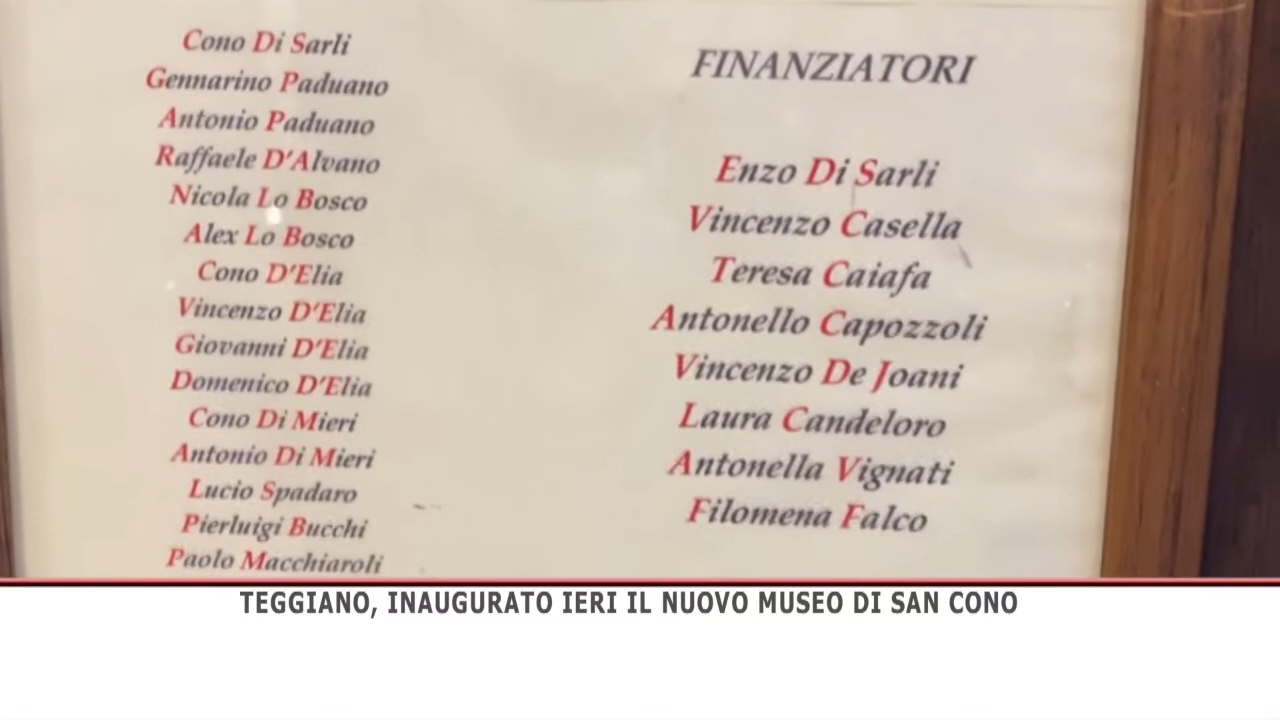 Cono Di Sarli
Gennarino Paduano
Antonio Paduano
Raffaele D'Alvano
Nicola Lo Bosco
Alex Lo Bosco
Cono D'Elia
Vincenzo D'Elia
Giovanni D'Elia
Domenico D'Elia
Cono Di Mieri
Antonio Di Mieri
Lucio Spadaro
Pierluigi Bucchi
Paolo Macchiaroli
FINANZIATORI
Enzo Di Sarli
Vincenzo Casella
Teresa Caiafa
Antonello Capozzoli
Vincenzo De Joani
Laura Candeloro
Antonella Vignati
Filomena Falco
TEGGIANO, INAUGURATO IERI IL NUOVO MUSEO DI SAN CONO